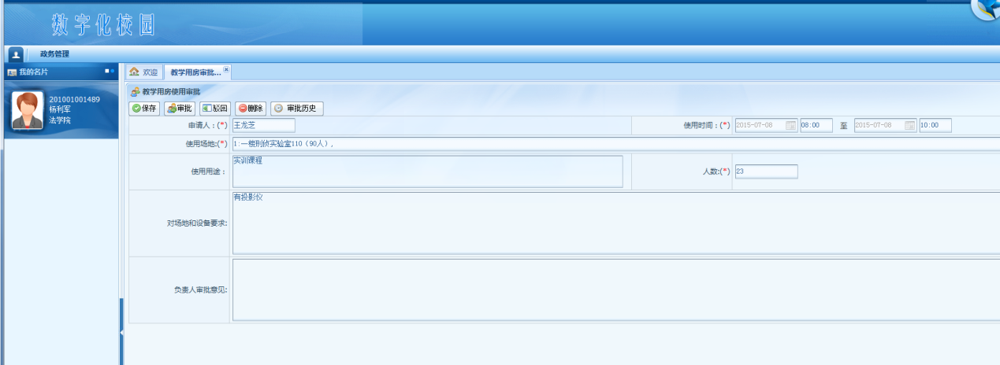 数字化校园
政务管理
我的名片
201001001489
杨利军
法学院
欢迎 教学用房审批...
教学用房使用审批
保存 审批 驳回 删除 审批历史
申请人：(*) 王龙芝 使用时间：(*) 2015-07-08 08:00 至 2015-07-08 10:00
使用场地:(*) 1:一楼刑侦实验室110（90人）,
使用用途： 实训课程 人数:(*) 23
对场地和设备要求: 有投影仪
负责人审批意见: